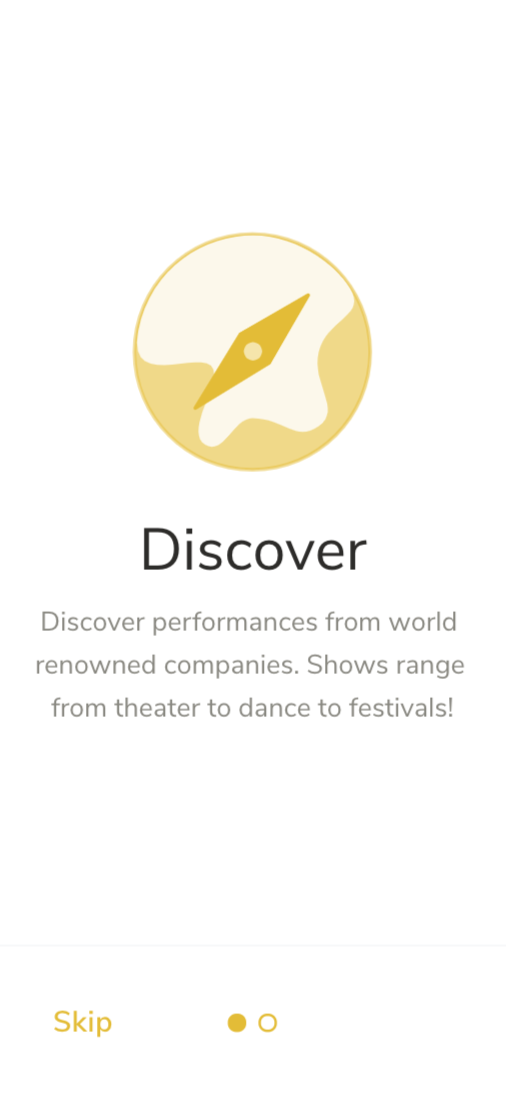 Discover
Discover performances from world
renowned companies. Shows range
from theater to dance to festivals!
Skip